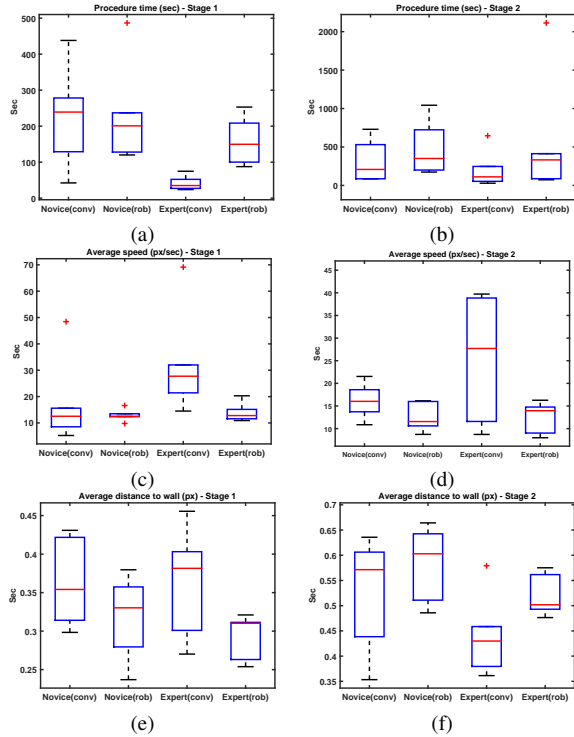 Procedure time (sec) - Stage 1
500
400
300
200
100
0
Sec
Novice(conv) Novice(rob) Expert(conv) Expert(rob)
(a)
Procedure time (sec) - Stage 2
2000
1500
1000
500
0
Sec
Novice(conv) Novice(rob) Expert(conv) Expert(rob)
(b)
Average speed (px/sec) - Stage 1
70
60
50
40
30
20
10
Sec
Novice(conv) Novice(rob) Expert(conv) Expert(rob)
(c)
Average speed (px/sec) - Stage 2
45
40
35
30
25
20
15
10
Sec
Novice(conv) Novice(rob) Expert(conv) Expert(rob)
(d)
Average distance to wall (px) - Stage 1
0.45
0.4
0.35
0.3
0.25
Sec
Novice(conv) Novice(rob) Expert(conv) Expert(rob)
(e)
Average distance to wall (px) - Stage 2
0.7
0.65
0.6
0.55
0.5
0.45
0.4
0.35
Sec
Novice(conv) Novice(rob) Expert(conv) Expert(rob)
(f)